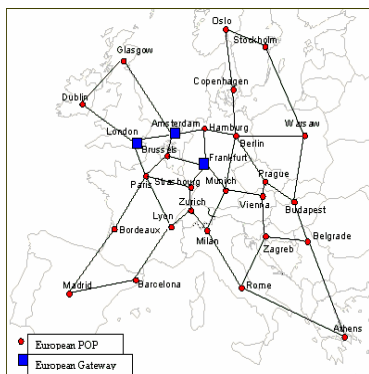 Oslo
Stockholm
Glasgow
Copenhagen
Dublin
Amsterdam
Hamburg
Warsaw
London
Berlin
Brussels
Frankfurt
Prague
Paris
Strasbourg
Munich
Zurich
Vienna
Budapest
Lyon
Bordeaux
Milan
Zagreb
Belgrade
Madrid
Barcelona
Rome
Athens
European POP
European Gateway